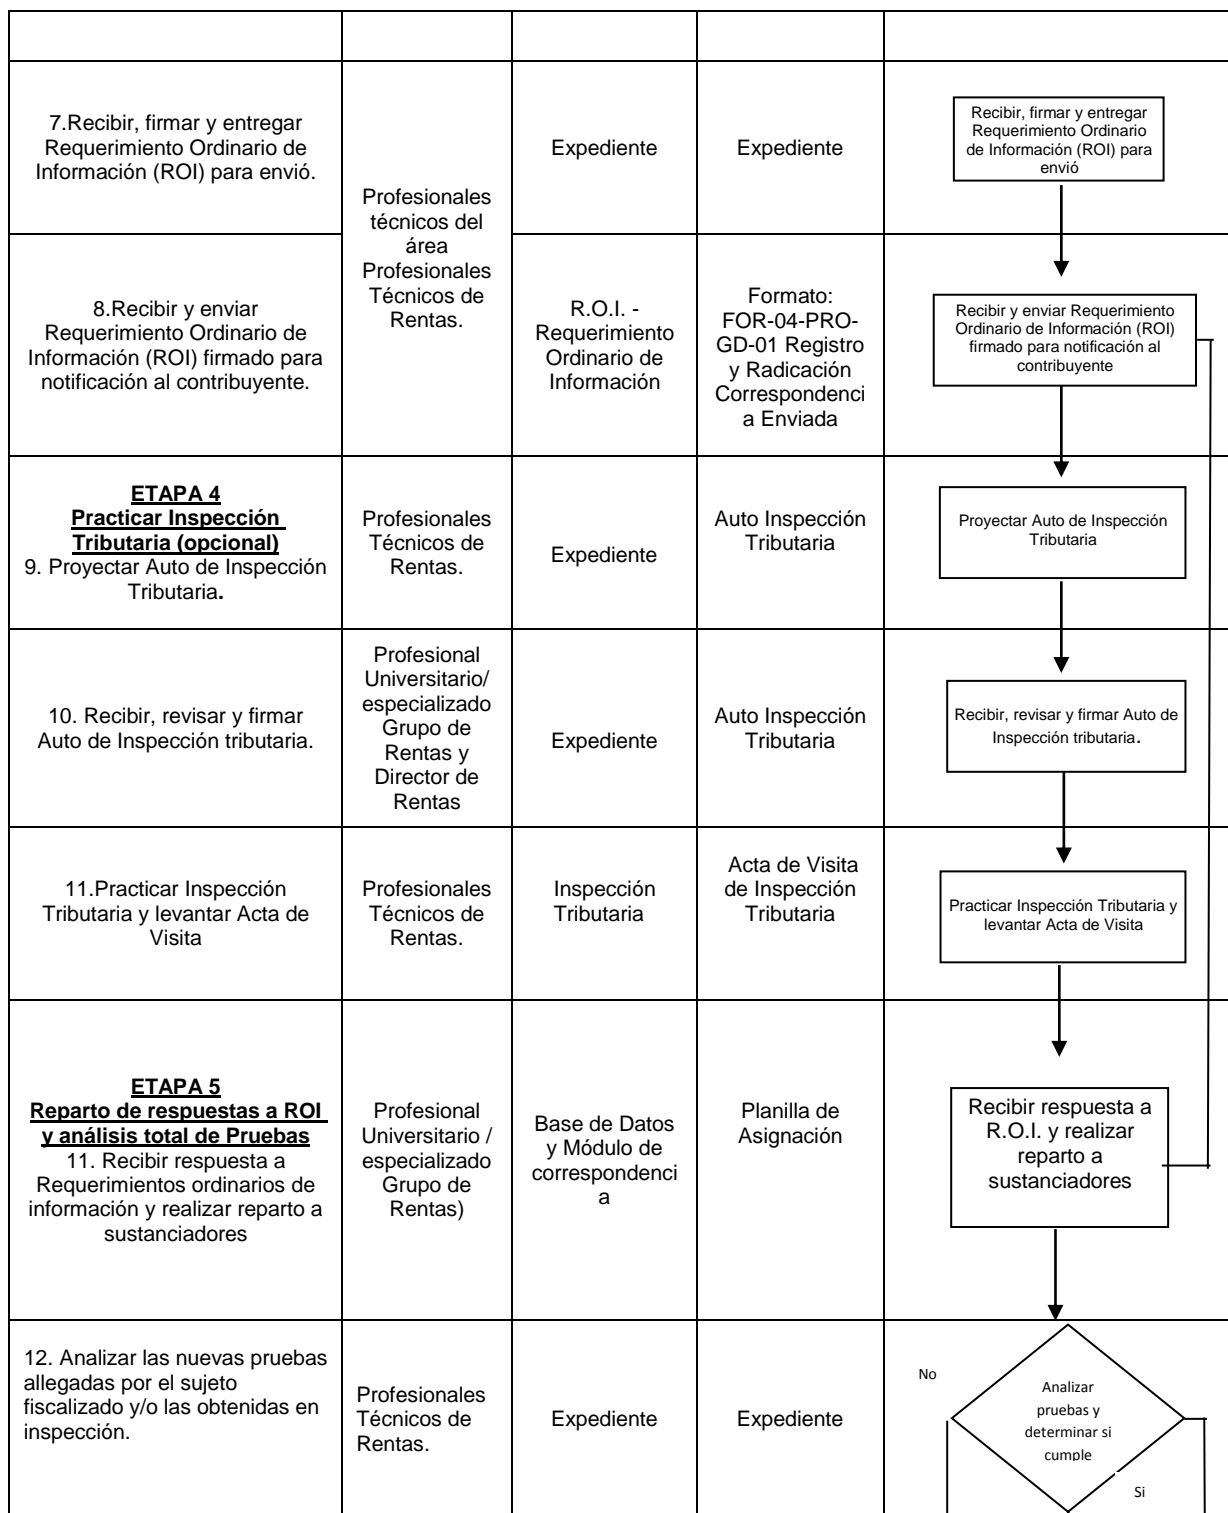 7.Recibir, firmar y entregar
Requerimiento Ordinario de
Información (ROI) para envió.
Profesionales
técnicos del
área
Profesionales
Técnicos de
Rentas.
Expediente
Expediente
Recibir, firmar y entregar
Requerimiento Ordinario
de Información (ROI) para
envió
8.Recibir y enviar
Requerimiento Ordinario de
Información (ROI) firmado para
notificación al contribuyente.
R.O.I. -
Requerimiento
Ordinario de
Información
Formato:
FOR-04-PRO-
GD-01 Registro
y Radicación
Correspondenci
a Enviada
Recibir y enviar Requerimiento
Ordinario de Información (ROI)
firmado para notificación al
contribuyente
ETAPA 4
Practicar Inspección
Tributaria (opcional)
9. Proyectar Auto de Inspección
Tributaria.
Profesionales
Técnicos de
Rentas.
Expediente
Auto Inspección
Tributaria
Proyectar Auto de Inspección
Tributaria
10. Recibir, revisar y firmar
Auto de Inspección tributaria.
Profesional
Universitario/
especializado
Grupo de
Rentas y
Director de
Rentas
Expediente
Auto Inspección
Tributaria
Recibir, revisar y firmar Auto de
Inspección tributaria.
11.Practicar Inspección
Tributaria y levantar Acta de
Visita
Profesionales
Técnicos de
Rentas.
Inspección
Tributaria
Acta de Visita
de Inspección
Tributaria
Practicar Inspección Tributaria y
levantar Acta de Visita
ETAPA 5
Reparto de respuestas a ROI
y análisis total de Pruebas
11. Recibir respuesta a
Requerimientos ordinarios de
información y realizar reparto a
sustanciadores
Profesional
Universitario /
especializado
Grupo de
Rentas)
Base de Datos
y Módulo de
correspondenci
a
Planilla de
Asignación
Recibir respuesta a
R.O.I. y realizar
reparto a
sustanciadores
12. Analizar las nuevas pruebas
allegadas por el sujeto
fiscalizado y/o las obtenidas en
inspección.
Profesionales
Técnicos de
Rentas.
Expediente
Expediente
No
Analizar
pruebas y
determinar si
cumple
Si